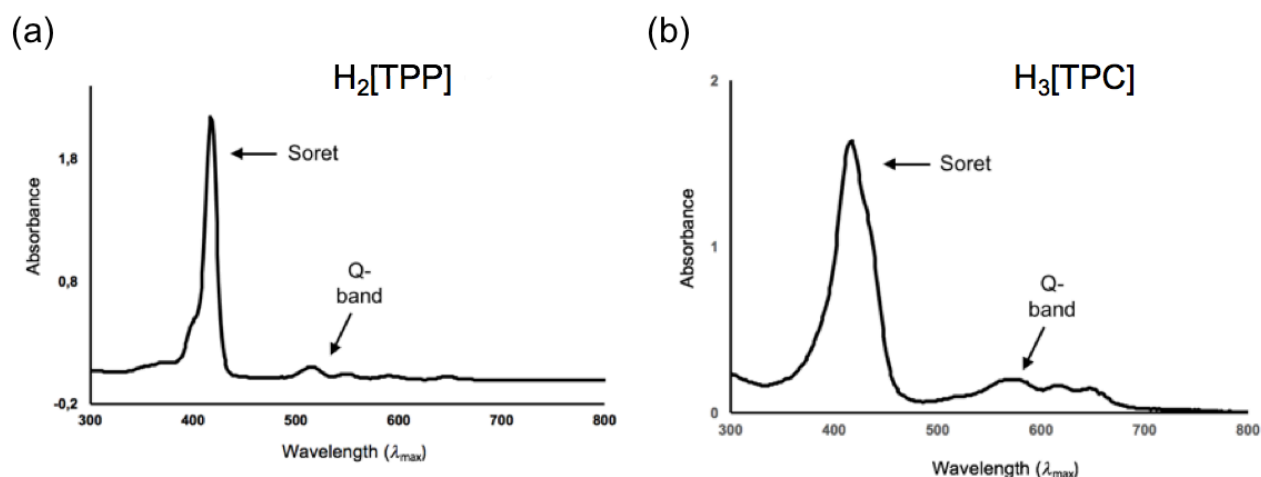 (a)
H₂[TPP]
Soret
Q-
band
Absorbance
1,8
0,8
-0,2
300 400 500 600 700 800
Wavelength (λmax)
(b)
H₃[TPC]
Soret
Q-
band
Absorbance
2
1
0
300 400 500 600 700 800
Wavelength (λmax)